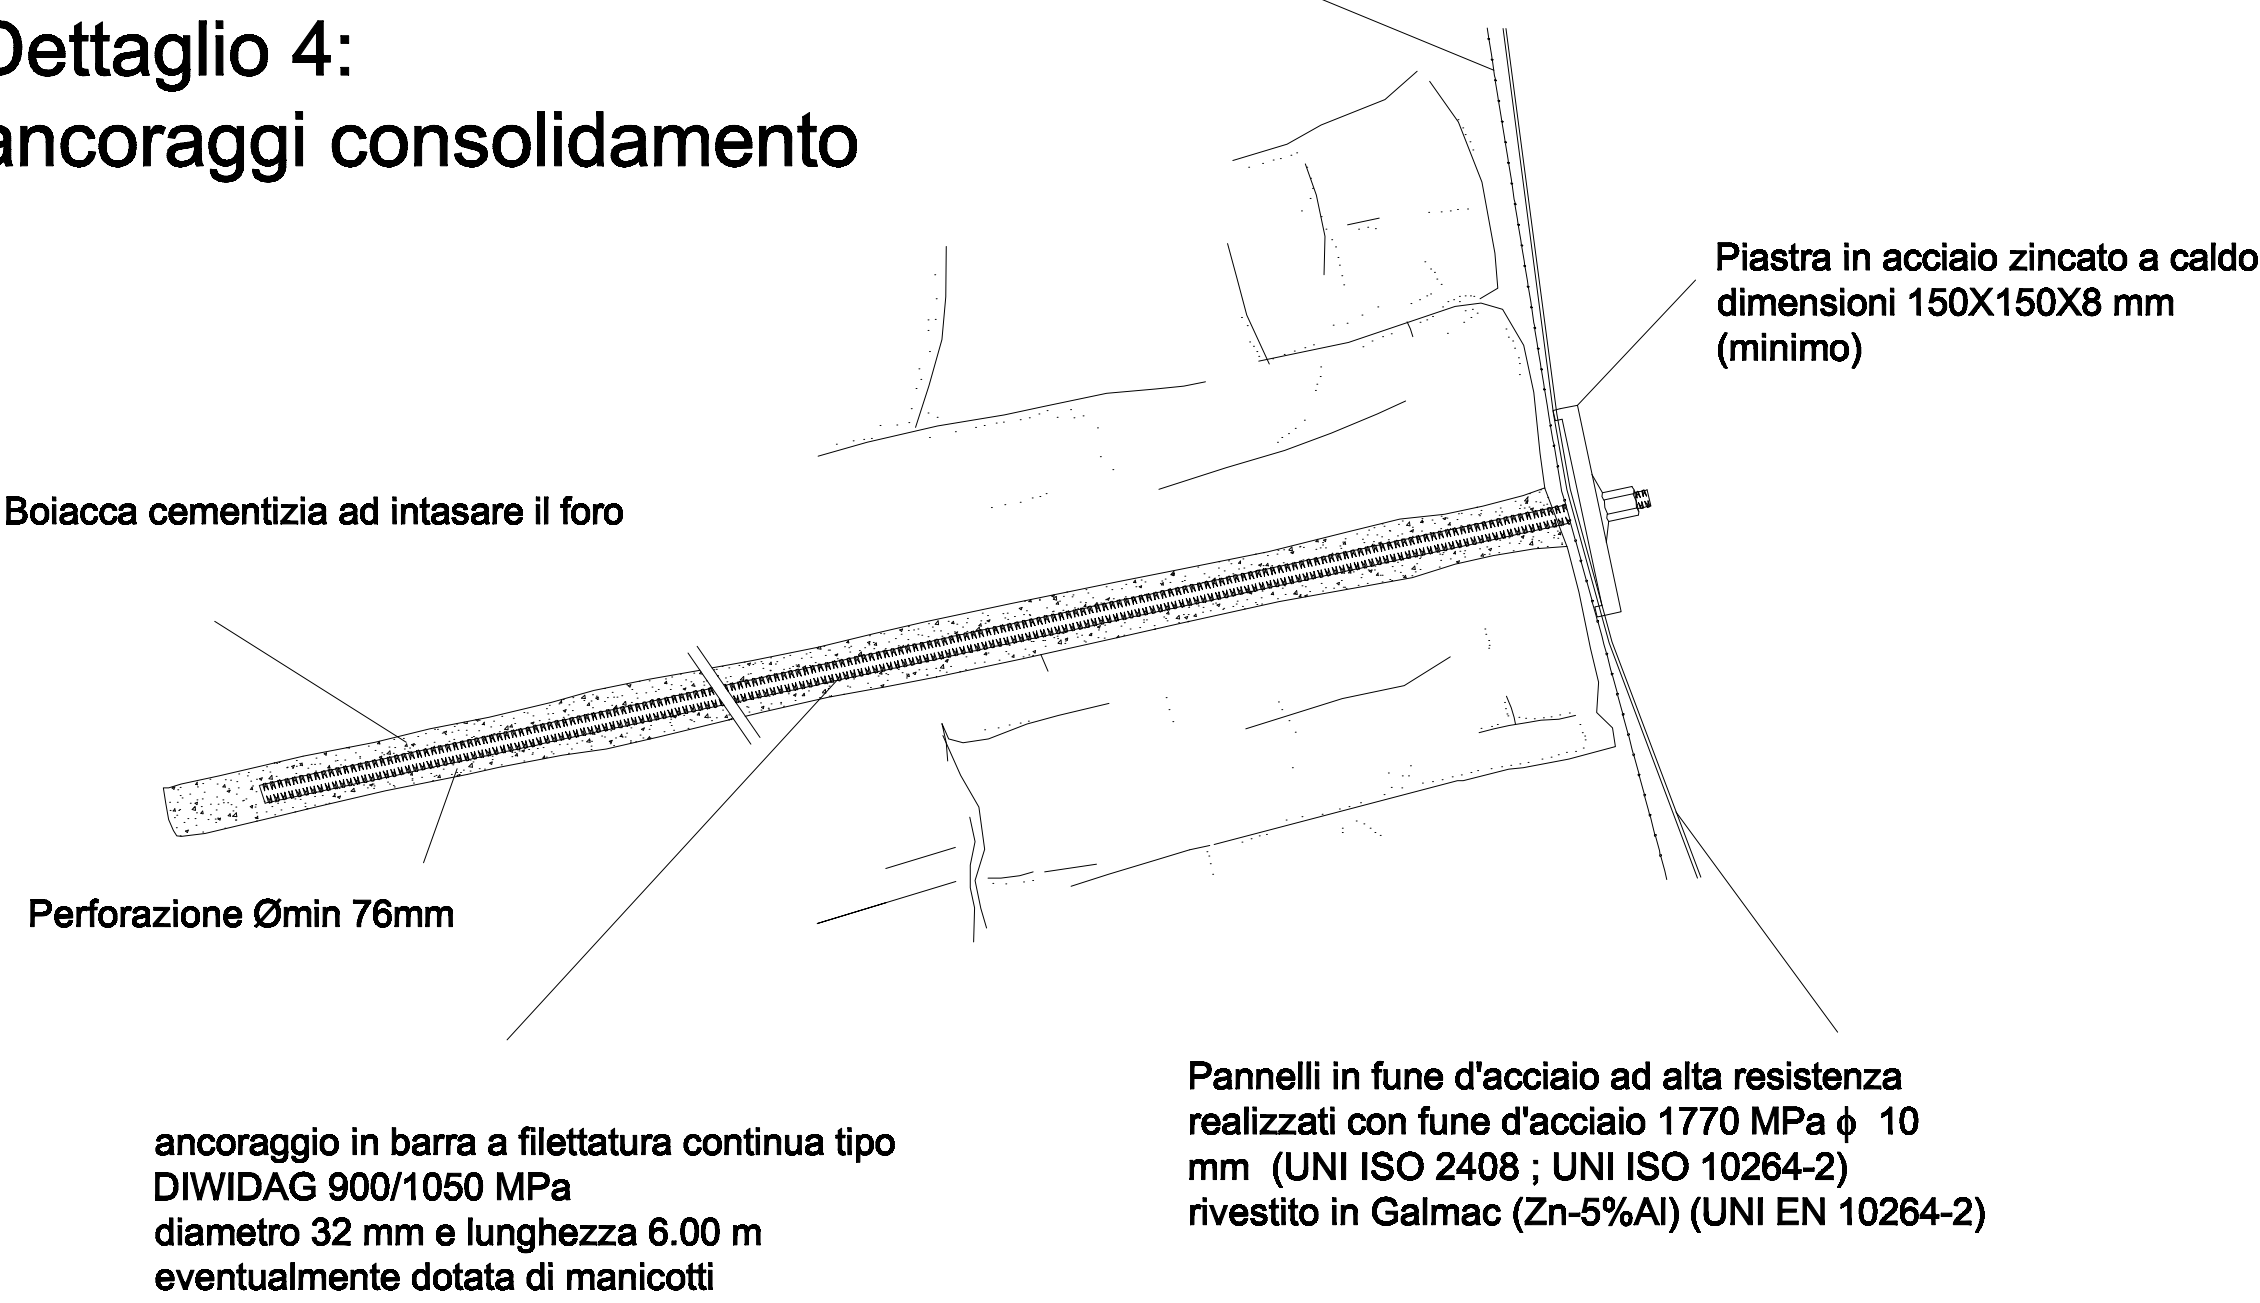 Dettaglio 4:
ancoraggi consolidamento
Piastra in acciaio zincato a caldo
dimensioni 150X150X8 mm
(minimo)
Boiacca cementizia ad intasare il foro
Perforazione Ømin 76mm
ancoraggio in barra a filettatura continua tipo
DIWIDAG 900/1050 MPa
diametro 32 mm e lunghezza 6.00 m
eventualmente dotata di manicotti
Pannelli in fune d'acciaio ad alta resistenza
realizzati con fune d'acciaio 1770 MPa ϕ 10
mm (UNI ISO 2408 ; UNI ISO 10264-2)
rivestito in Galmac (Zn-5%Al) (UNI EN 10264-2)